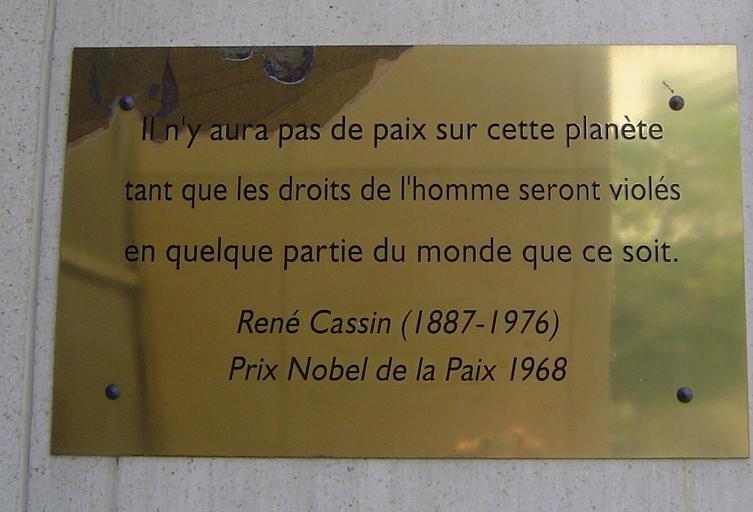 Il n'y aura pas de paix sur cette planète
tant que les droits de l'homme seront violés
en quelque partie du monde que ce soit.
René Cassin (1887-1976)
Prix Nobel de la Paix 1968